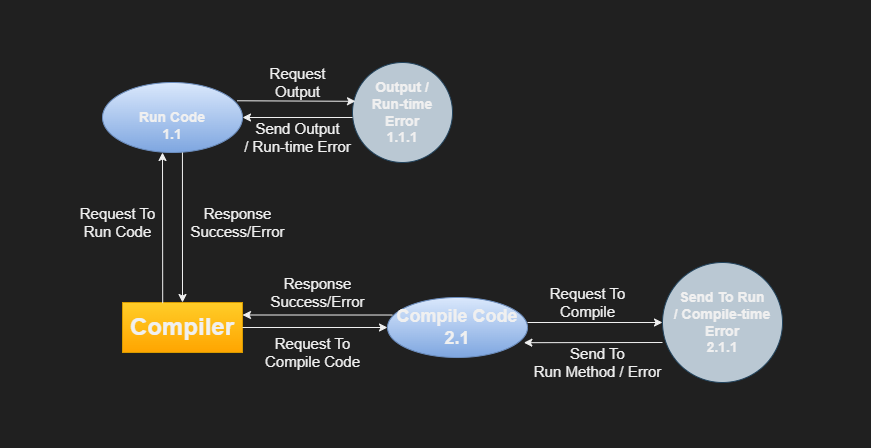 Request
Output
Output /
Run-time
Error
1.1.1
Run Code
1.1
Send Output
/ Run-time Error
Request To
Run Code
Response
Success/Error
Response
Success/Error
Compiler
Compile Code
2.1
Request To
Compile Code
Request To
Compile
Send To Run
/ Compile-time
Error
2.1.1
Send To
Run Method / Error